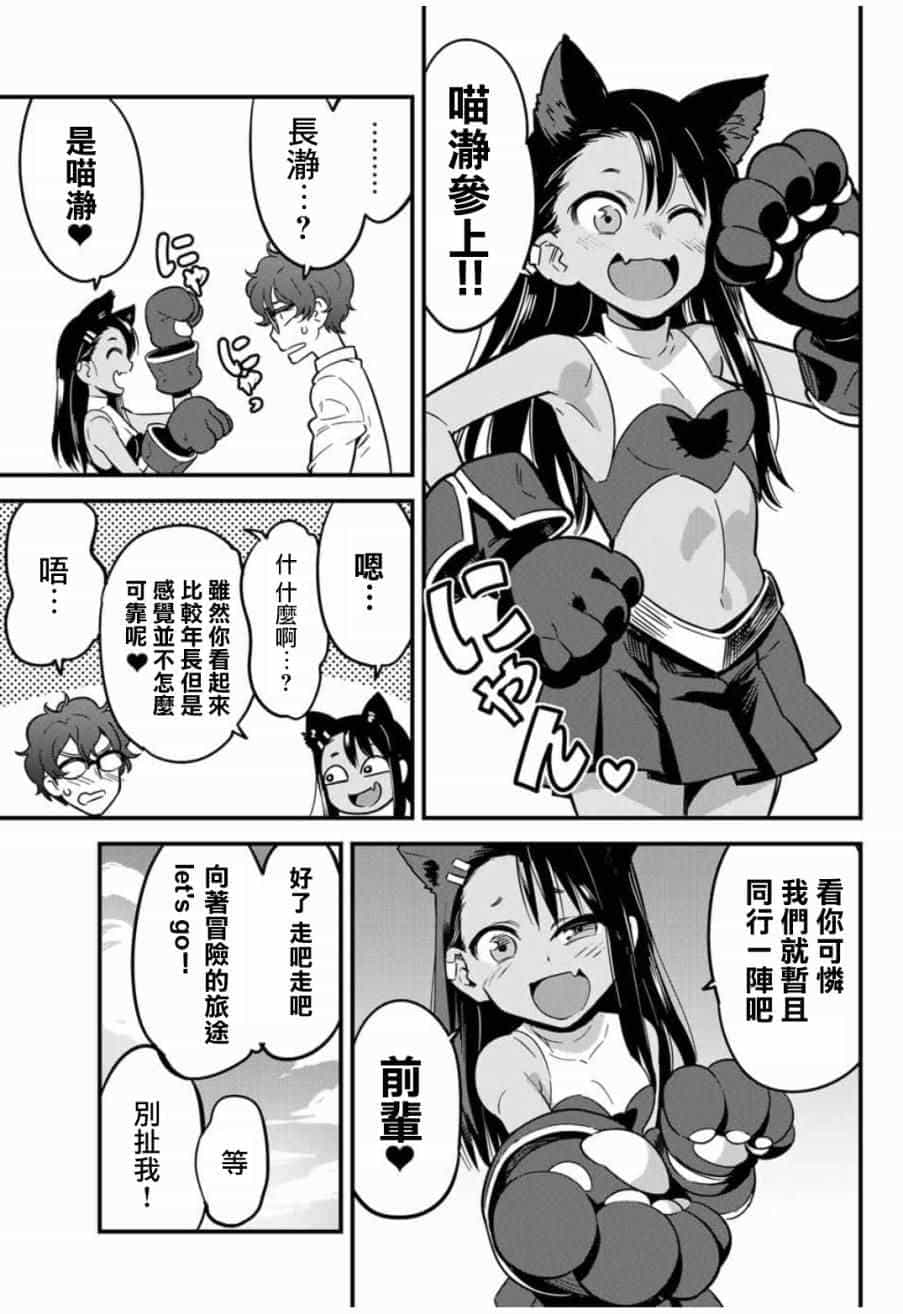 喵瀞參上!!
にゃん♡
………
長瀞…?
是喵瀞
♥
にゃ
にゃっ
嗯…
什 什麼啊…?
雖然你看起來
比較年長但是
感覺並不怎麼
可靠呢♥
唔…
看你可憐
我們就暫且
同行一陣吧
前輩♥
好了 走吧走吧
向著冒險的旅途
let's go—!
等
別扯我!